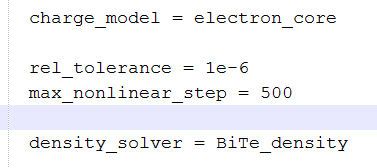 charge_model = electron_core
rel_tolerance = 1e-6
max_nonlinear_step = 500
density_solver = BiTe_density